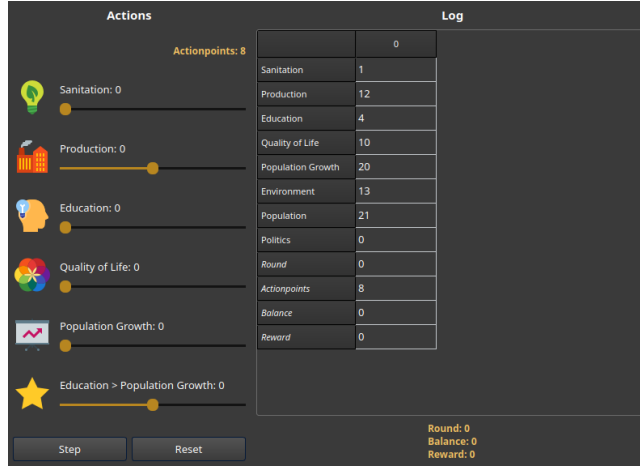 Actions
Actionpoints: 8
Sanitation: 0
Production: 0
Education: 0
Quality of Life: 0
Population Growth: 0
Education > Population Growth: 0
Step Reset
Log
0
Sanitation 1
Production 12
Education 4
Quality of Life 10
Population Growth 20
Environment 13
Population 21
Politics 0
Round 0
Actionpoints 8
Balance 0
Reward 0
Round: 0
Balance: 0
Reward: 0